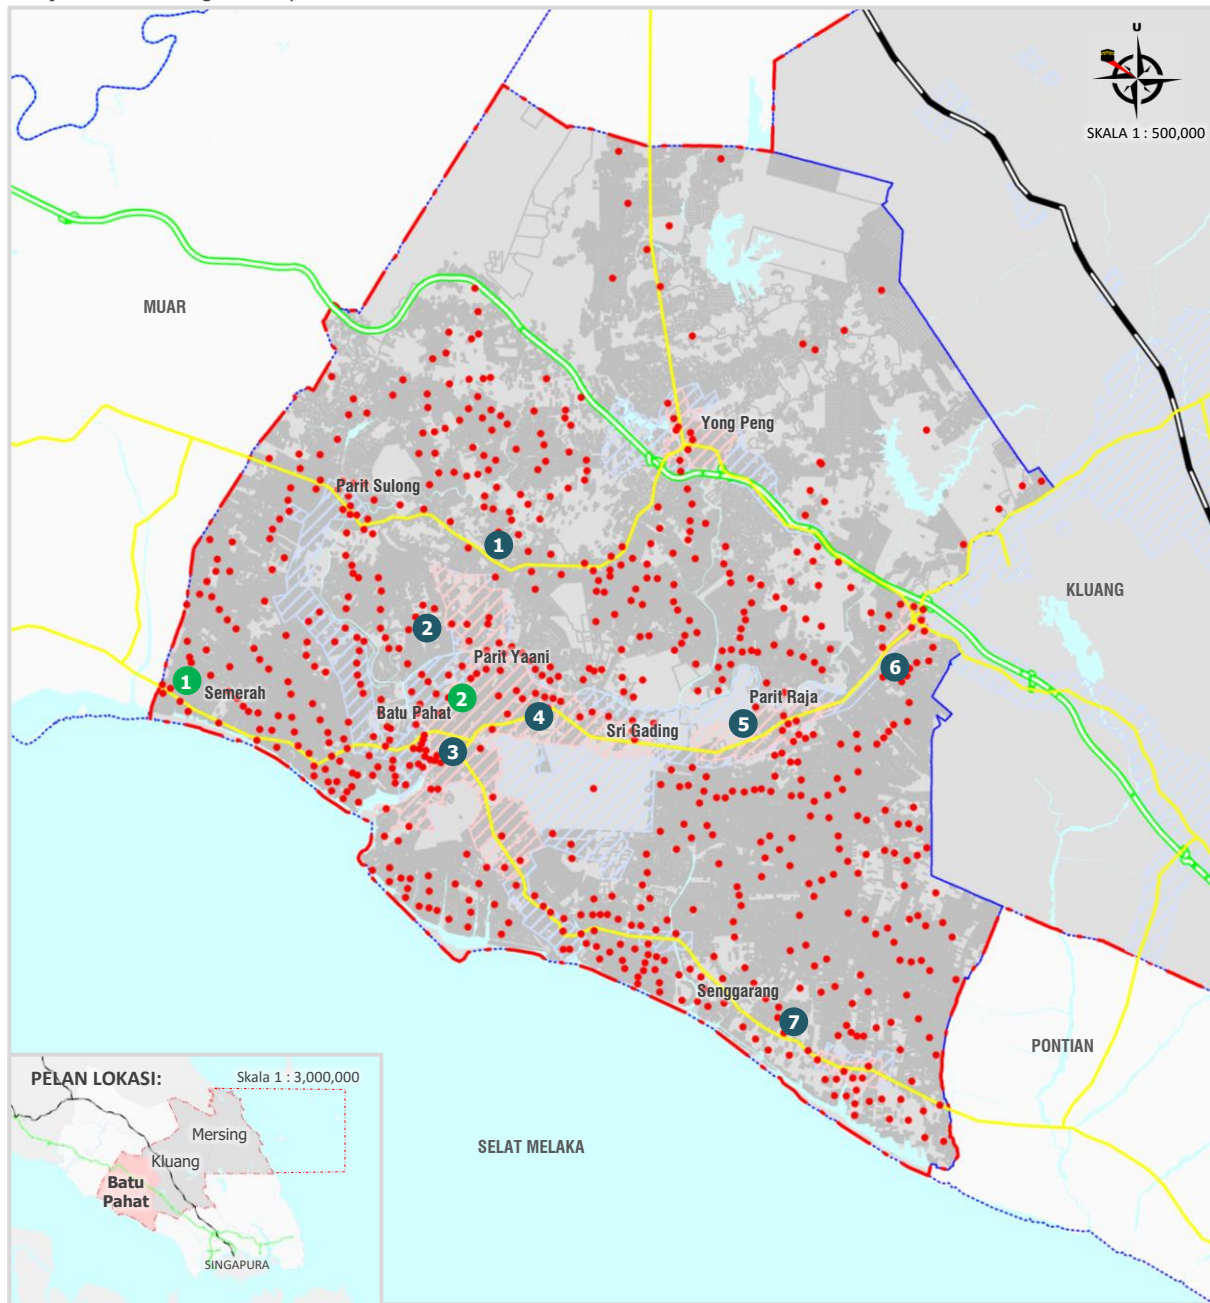 U
SKALA 1 : 500,000
MUAR
Yong Peng
Parit Sulong
1
KLUANG
2
Parit Yaani
6
1
Semerah
2
Parit Raja
Batu Pahat
4
5
Sri Gading
3
Senggarang
7
PONTIAN
SELAT MELAKA
PELAN LOKASI:
Skala 1 : 3,000,000
Mersing
Kluang
Batu
Pahat
SINGAPURA